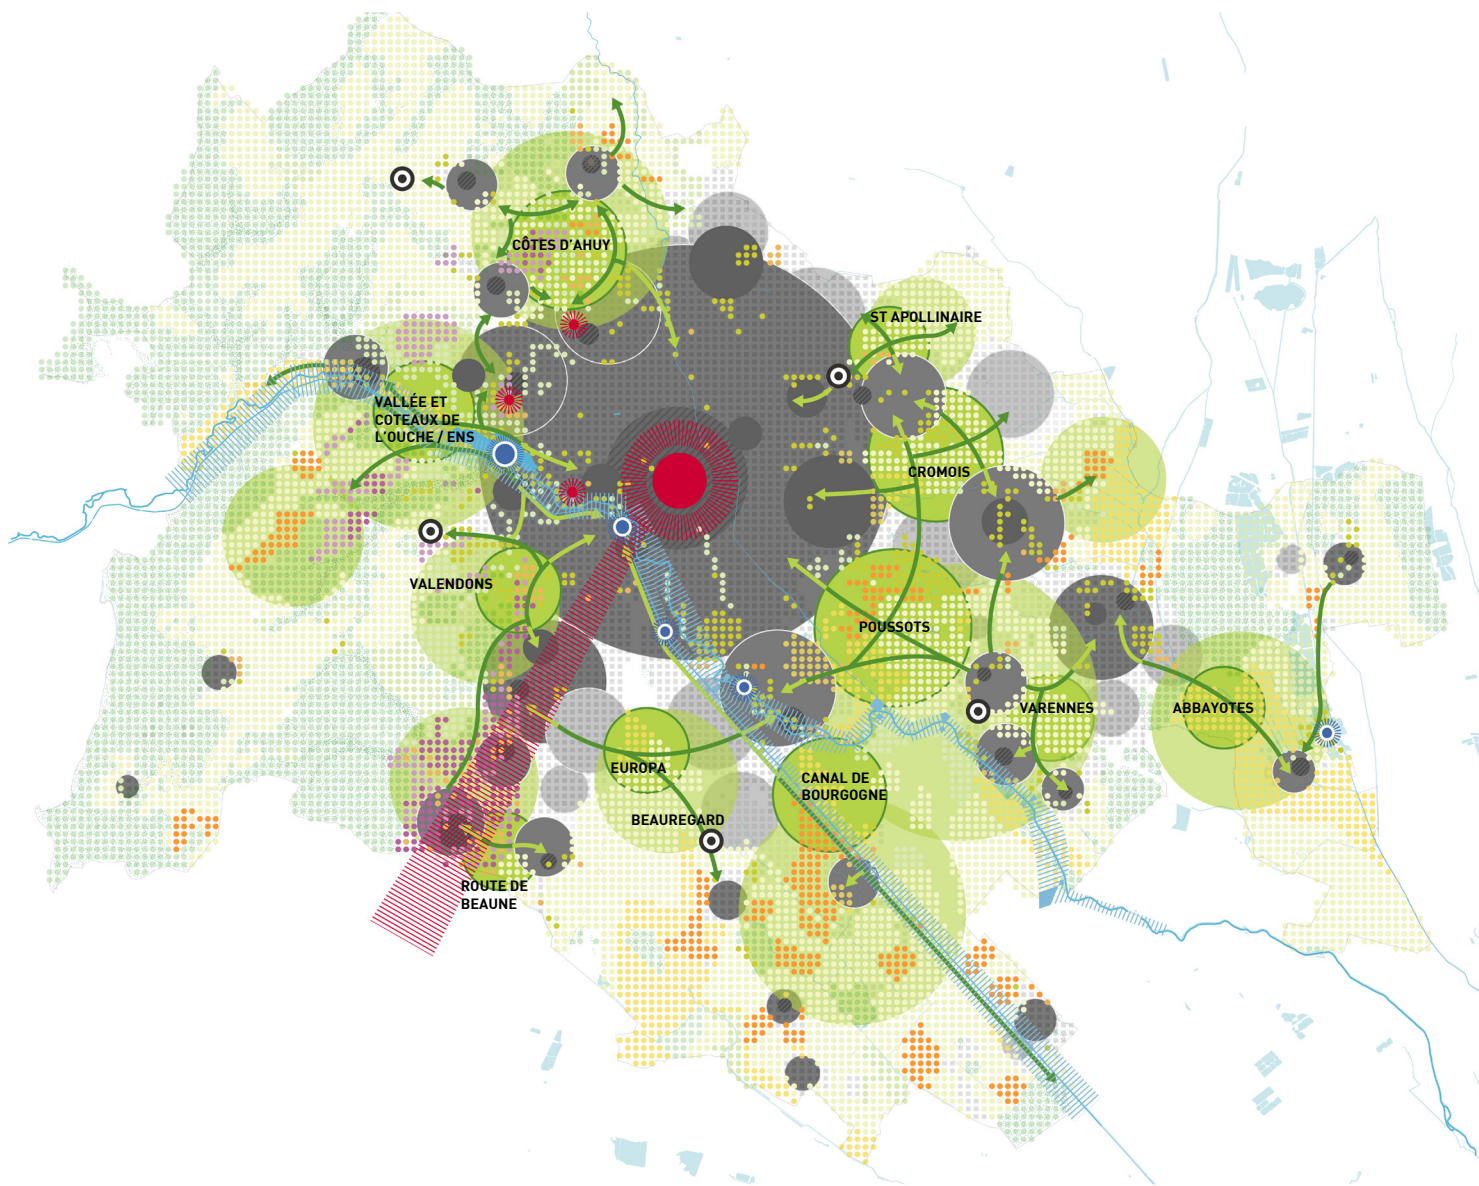 CÔTES D'AHUY
ST APOLLINAIRE
VALLÉE ET
COTEAUX DE
L'OUCHE / ENS
CROMOIS
VALENDONS
POUSSOTS
VARENNES
ABBAYOTES
EUROPA
CANAL DE
BOURGOGNE
BEAUREGARD
ROUTE DE
BEAUNE